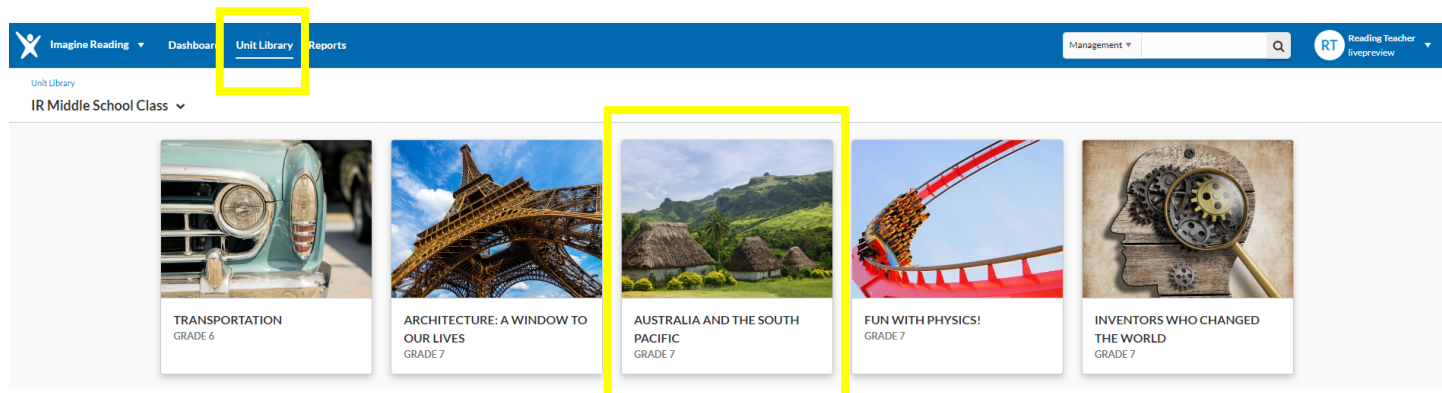 Imagine Reading Dashboard Unit Library Reports Management RT Reading Teacher
livepreview
Unit Library
IR Middle School Class
TRANSPORTATION
GRADE 6
ARCHITECTURE: A WINDOW TO
OUR LIVES
GRADE 7
AUSTRALIA AND THE SOUTH
PACIFIC
GRADE 7
FUN WITH PHYSICS!
GRADE 7
INVENTORS WHO CHANGED
THE WORLD
GRADE 7